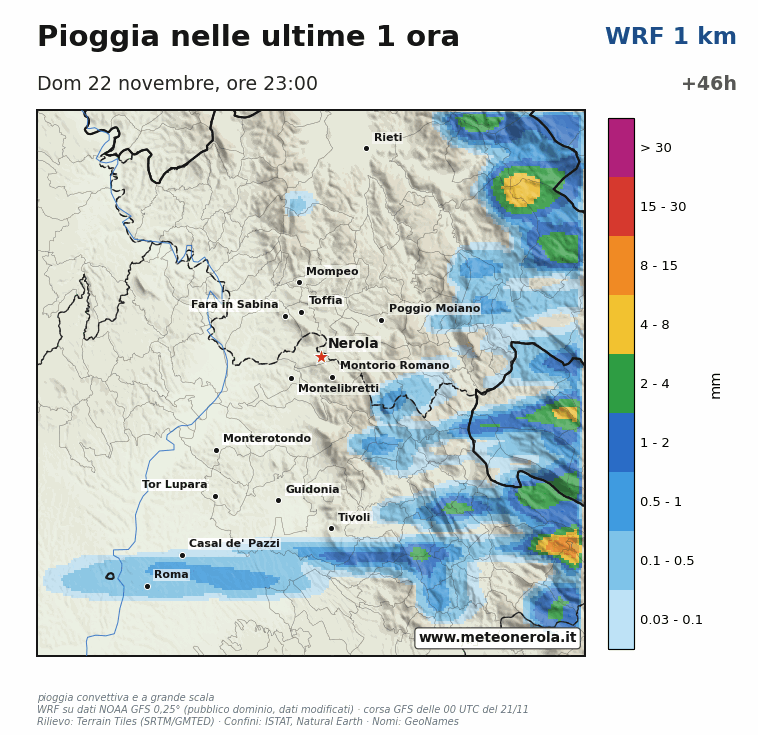 Pioggia nelle ultime 1 ora
WRF 1 km
Dom 22 novembre, ore 23:00
+46h
Rieti
Mompeo
Toffia
Fara in Sabina
Poggio Moiano
Nerola
Montorio Romano
Montelibretti
Monterotondo
Tor Lupara
Guidonia
Tivoli
Casal de' Pazzi
Roma
www.meteonerola.it
> 30
15 - 30
8 - 15
4 - 8
2 - 4
1 - 2
0.5 - 1
0.1 - 0.5
0.03 - 0.1
mm
pioggia convettiva e a grande scala
WRF su dati NOAA GFS 0,25° (pubblico dominio, dati modificati) · corsa GFS delle 00 UTC del 21/11
Rilievo: Terrain Tiles (SRTM/GMTED) · Confini: ISTAT, Natural Earth · Nomi: GeoNames